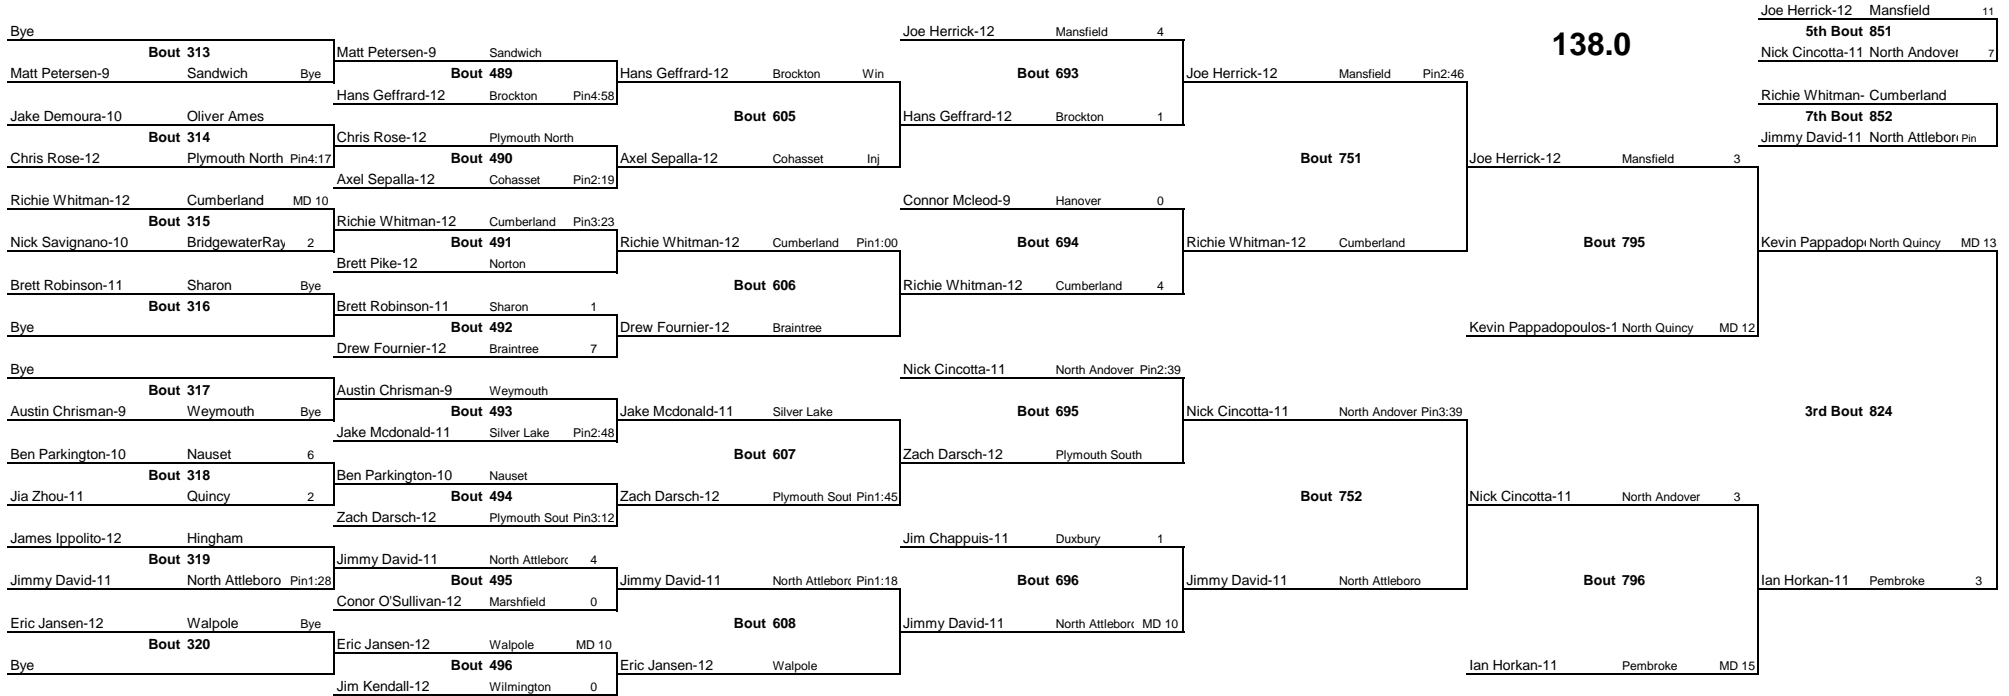 Bye
Bout 313
Matt Petersen-9 Sandwich Bye
Jake Demoura-10 Oliver Ames
Bout 314
Chris Rose-12 Plymouth North Pin4:17
Richie Whitman-12 Cumberland MD 10
Bout 315
Nick Savignano-10 BridgewaterRay 2
Brett Robinson-11 Sharon Bye
Bout 316
Bye
Bye
Bout 317
Austin Chrisman-9 Weymouth Bye
Ben Parkington-10 Nauset 6
Bout 318
Jia Zhou-11 Quincy 2
James Ippolito-12 Hingham
Bout 319
Jimmy David-11 North Attleboro Pin1:28
Eric Jansen-12 Walpole Bye
Bout 320
Bye
Matt Petersen-9 Sandwich
Bout 489
Hans Geffrard-12 Brockton Pin4:58
Chris Rose-12 Plymouth North
Bout 490
Axel Sepalla-12 Cohasset Pin2:19
Richie Whitman-12 Cumberland Pin3:23
Bout 491
Brett Pike-12 Norton
Brett Robinson-11 Sharon 1
Bout 492
Drew Fournier-12 Braintree 7
Austin Chrisman-9 Weymouth
Bout 493
Jake Mcdonald-11 Silver Lake Pin2:48
Ben Parkington-10 Nauset
Bout 494
Zach Darsch-12 Plymouth Sout Pin3:12
Jimmy David-11 North Attleborc 4
Bout 495
Conor O'Sullivan-12 Marshfield 0
Eric Jansen-12 Walpole MD 10
Bout 496
Jim Kendall-12 Wilmington 0
Hans Geffrard-12 Brockton Win
Bout 605
Axel Sepalla-12 Cohasset Inj
Richie Whitman-12 Cumberland Pin1:00
Bout 606
Drew Fournier-12 Braintree
Jake Mcdonald-11 Silver Lake
Bout 607
Zach Darsch-12 Plymouth Sout Pin1:45
Jimmy David-11 North Attleborc Pin1:18
Bout 608
Eric Jansen-12 Walpole
Joe Herrick-12 Mansfield 4
Bout 693
Hans Geffrard-12 Brockton 1
Connor Mcleod-9 Hanover 0
Bout 694
Richie Whitman-12 Cumberland 4
Nick Cincotta-11 North Andover Pin2:39
Bout 695
Zach Darsch-12 Plymouth South
Jim Chappuis-11 Duxbury 1
Bout 696
Jimmy David-11 North Attleborc MD 10
Joe Herrick-12 Mansfield Pin2:46
Bout 751
Richie Whitman-12 Cumberland
Nick Cincotta-11 North Andover Pin3:39
Bout 752
Jimmy David-11 North Attleboro
138.0
Joe Herrick-12 Mansfield 3
Bout 795
Kevin Pappadopoulos-1 North Quincy MD 12
Nick Cincotta-11 North Andover 3
Bout 796
Ian Horkan-11 Pembroke MD 15
Joe Herrick-12 Mansfield 11
5th Bout 851
Nick Cincotta-11 North Andover 7
Richie Whitman- Cumberland
7th Bout 852
Jimmy David-11 North Attlebor Pin
Kevin Pappadop North Quincy MD 13
3rd Bout 824
Ian Horkan-11 Pembroke 3